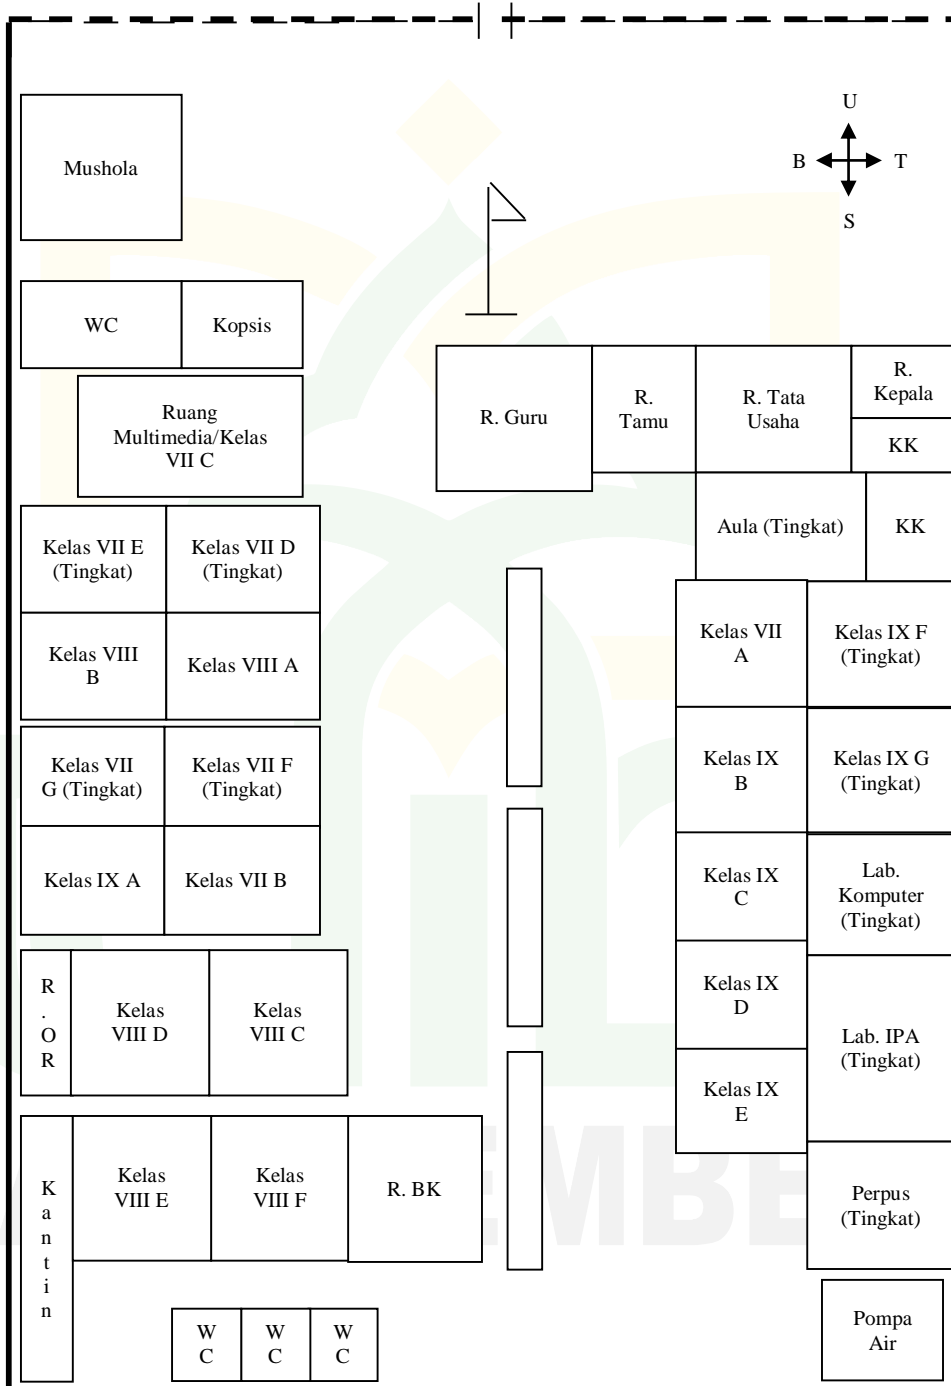 U
B
T
S
Mushola
WC
Kopsis
Ruang
Multimedia/Kelas
VII C
R. Guru
R.
Tamu
R. Tata
Usaha
R.
Kepala
KK
Aula (Tingkat)
KK
Kelas VII E
(Tingkat)
Kelas VII D
(Tingkat)
Kelas VIII
B
Kelas VIII A
Kelas VII
A
Kelas IX F
(Tingkat)
Kelas VII
G (Tingkat)
Kelas VII F
(Tingkat)
Kelas IX
B
Kelas IX G
(Tingkat)
Kelas IX A
Kelas VII B
Kelas IX
C
Lab.
Komputer
(Tingkat)
R
.
O
R
Kelas
VIII D
Kelas
VIII C
Kelas IX
D
Lab. IPA
(Tingkat)
Kelas IX
E
K
a
n
t
i
n
Kelas
VIII E
Kelas
VIII F
R. BK
Perpus
(Tingkat)
W
C
W
C
W
C
Pompa
Air